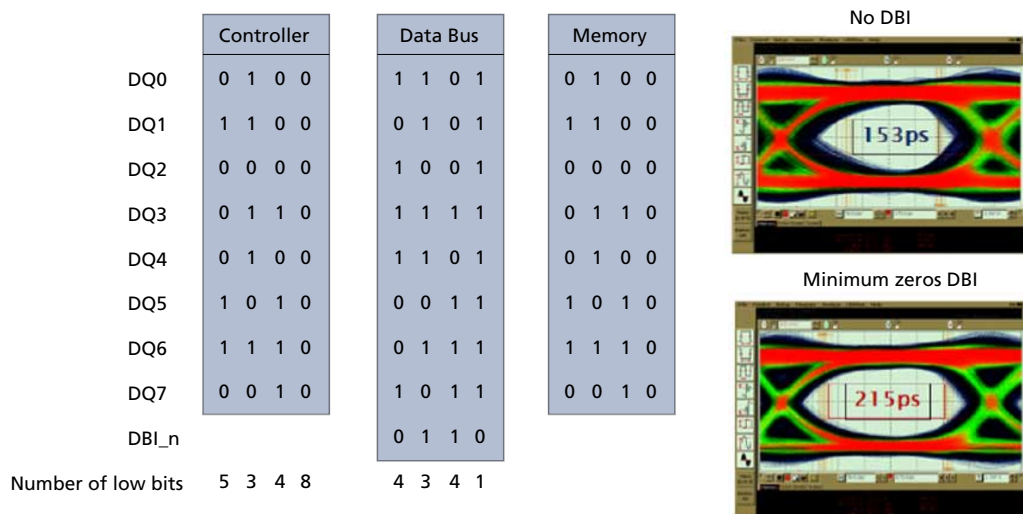 Controller Data Bus Memory No DBI
DQ0 0 1 0 0 1 1 0 1 0 1 0 0
DQ1 1 1 0 0 0 1 0 1 1 1 0 0
DQ2 0 0 0 0 1 0 0 1 0 0 0 0
DQ3 0 1 1 0 1 1 1 1 0 1 1 0
DQ4 0 1 0 0 1 1 0 1 0 1 0 0
DQ5 1 0 1 0 0 0 1 1 1 0 1 0
DQ6 1 1 1 0 0 1 1 1 1 1 1 0
DQ7 0 0 1 0 1 0 1 1 0 0 1 0
DBI_n 0 1 1 0
Number of low bits 5 3 4 8 4 3 4 1
153ps
Minimum zeros DBI
215ps